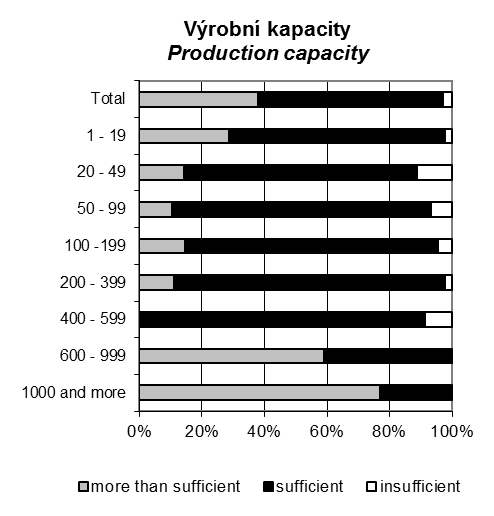 Výrobní kapacity
Production capacity
Total
1 - 19
20 - 49
50 - 99
100 -199
200 - 399
400 - 599
600 - 999
1000 and more
0% 20% 40% 60% 80% 100%
more than sufficient sufficient insufficient